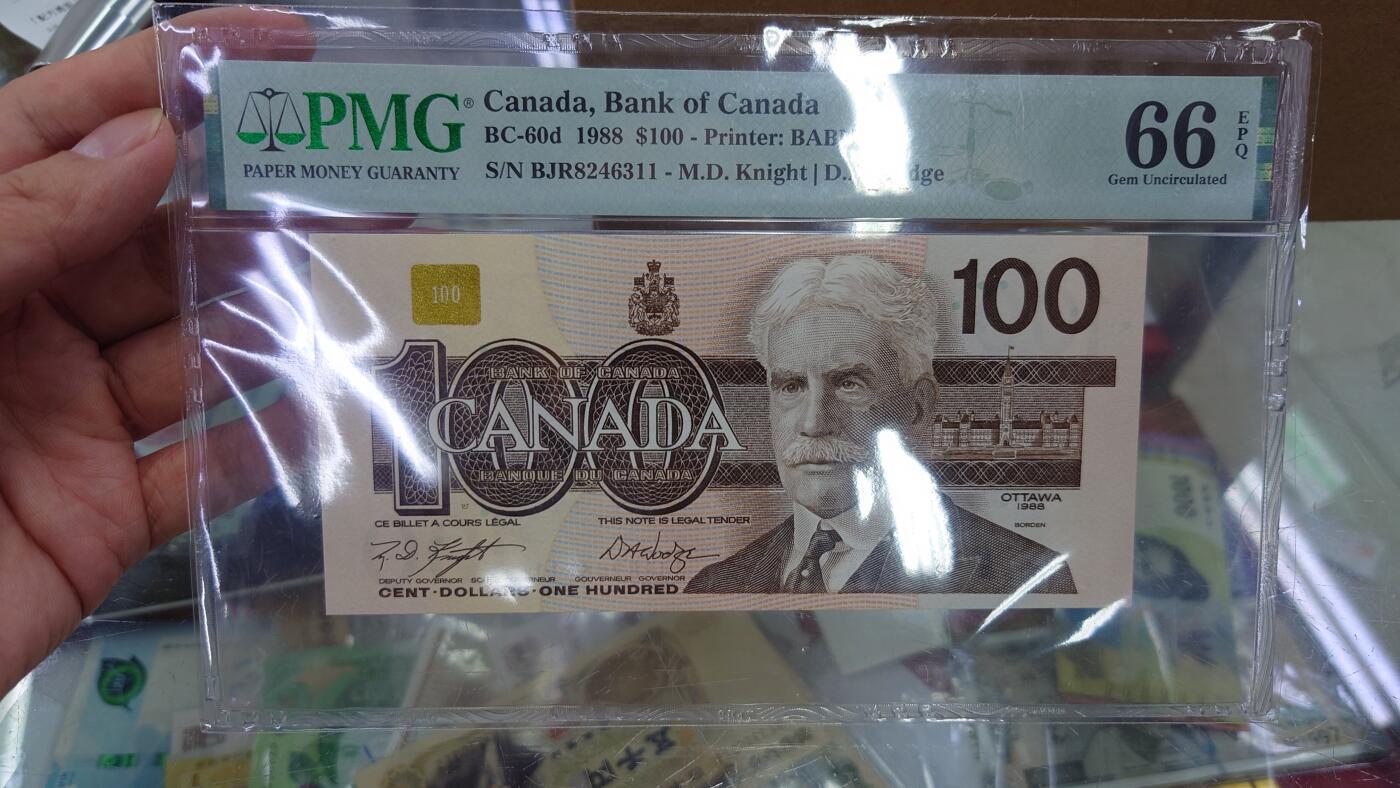 PMG®
PAPER MONEY GUARANTY
Canada, Bank of Canada
BC-60d 1988 $100 - Printer:
S/N BJR8246311 - M.D. Knight |
66
EPQ
Gem Uncirculated
100
100
100
BANK OF CANADA
CANADA
BANQUE DU CANADA
OTTAWA
1988
BORDEN
CE BILLET A COURS LÉGAL
THIS NOTE IS LEGAL TENDER
DEPUTY GOVERNOR
GOUVERNEUR GOVERNOR
CENT·DOLLARS·ONE HUNDRED